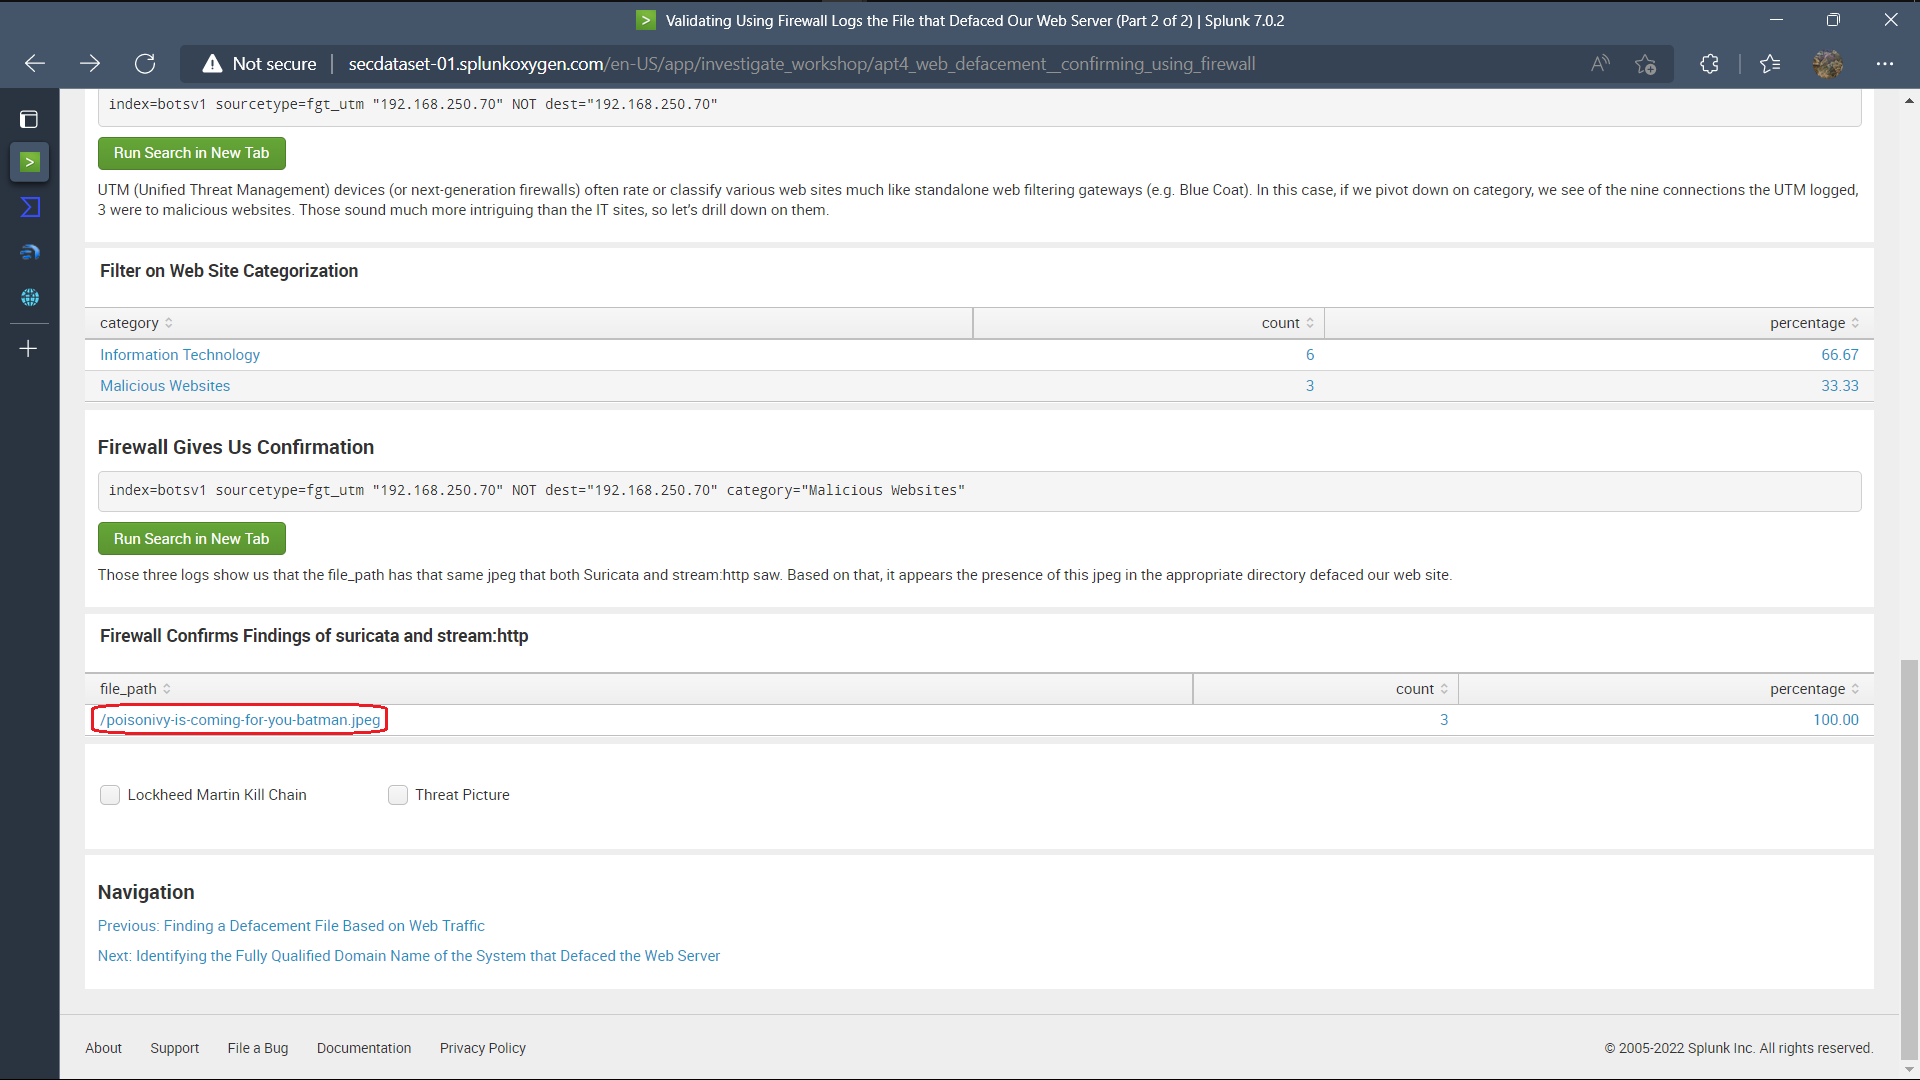 Validating Using Firewall Logs the File that Defaced Our Web Server (Part 2 of 2) | Splunk 7.0.2
Not secure | secdataset-01.splunkoxygen.com/en-US/app/investigate_workshop/apt4_web_defacement__confirming_using_firewall
index=botsv1 sourcetype=fgt_utm "192.168.250.70" NOT dest="192.168.250.70"
Run Search in New Tab
UTM (Unified Threat Management) devices (or next-generation firewalls) often rate or classify various web sites much like standalone web filtering gateways (e.g. Blue Coat). In this case, if we pivot down on category, we see of the nine connections the UTM logged,
3 were to malicious websites. Those sound much more intriguing than the IT sites, so let's drill down on them.
Filter on Web Site Categorization
category count percentage
Information Technology 6 66.67
Malicious Websites 3 33.33
Firewall Gives Us Confirmation
index=botsv1 sourcetype=fgt_utm "192.168.250.70" NOT dest="192.168.250.70" category="Malicious Websites"
Run Search in New Tab
Those three logs show us that the file_path has that same jpeg that both Suricata and stream:http saw. Based on that, it appears the presence of this jpeg in the appropriate directory defaced our web site.
Firewall Confirms Findings of suricata and stream:http
file_path count percentage
/poisonivy-is-coming-for-you-batman.jpeg 3 100.00
Lockheed Martin Kill Chain Threat Picture
Navigation
Previous: Finding a Defacement File Based on Web Traffic
Next: Identifying the Fully Qualified Domain Name of the System that Defaced the Web Server
About Support File a Bug Documentation Privacy Policy © 2005-2022 Splunk Inc. All rights reserved.